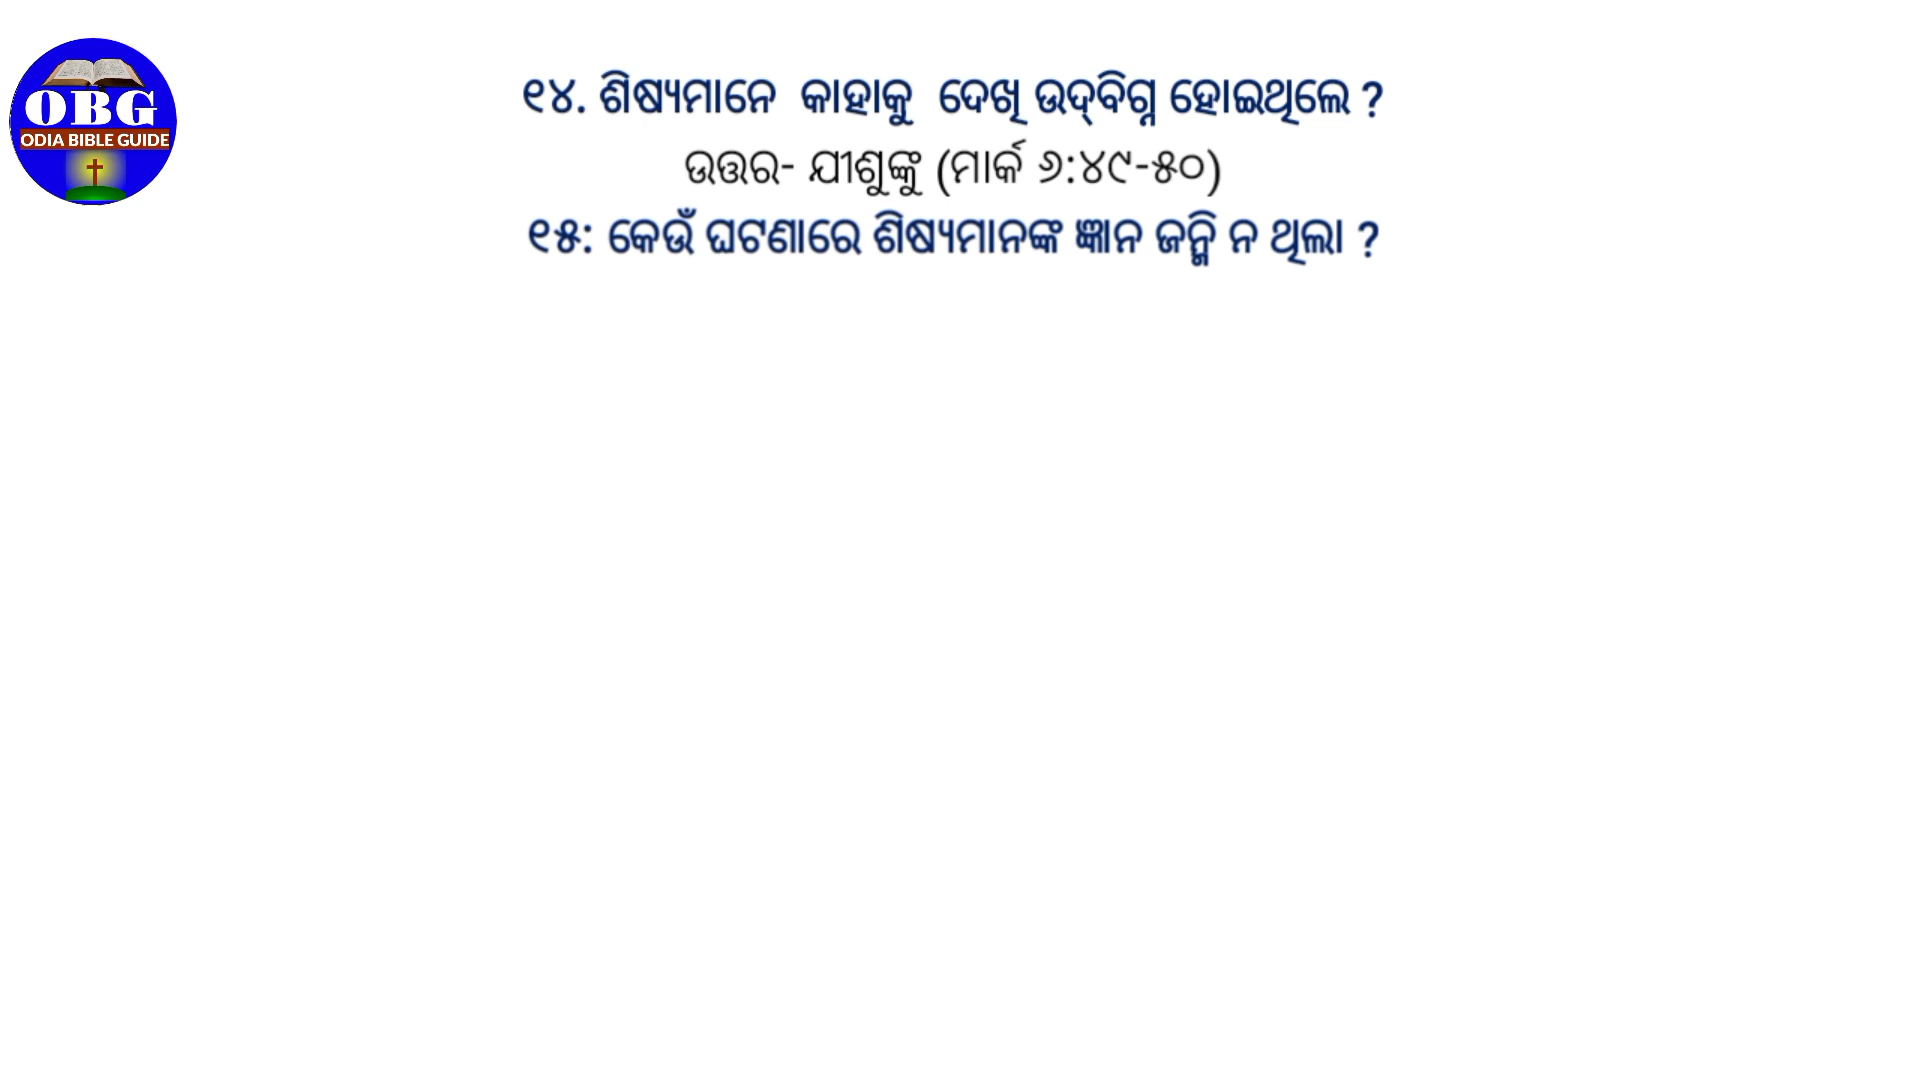 OBG
ODIA BIBLE GUIDE
୧୪. ଶିଷ୍ୟମାନେ କାହାକୁ ଦେଖି ଉଦ୍‌ବିଗ୍ନ ହୋଇଥିଲେ ?
ଉତ୍ତର- ଯୀଶୁଙ୍କୁ (ମାର୍କ ୬:୪୯-୫୦)
୧୫: କେଉଁ ଘଟଣାରେ ଶିଷ୍ୟମାନଙ୍କ ଜ୍ଞାନ ଜନ୍ମି ନ ଥିଲା ?